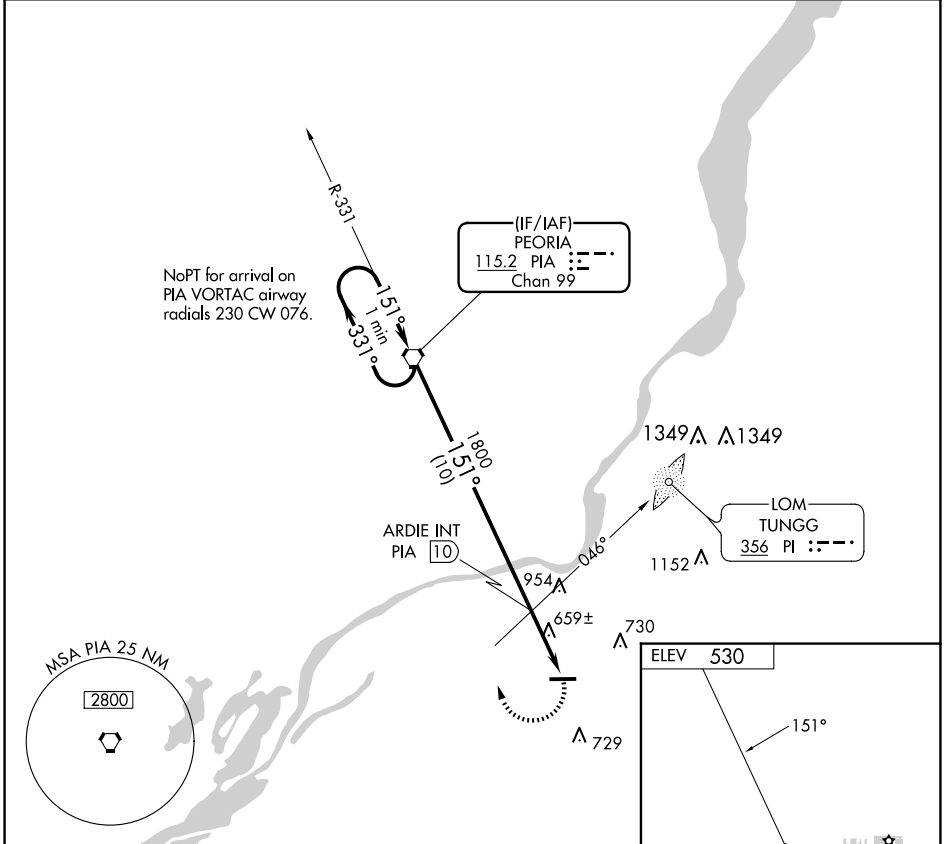 R-331
(IF/IAF)
PEORIA
115.2 PIA
Chan 99
NoPT for arrival on
PIA VORTAC airway
radials 230 CW 076.
151°
1 min
331°
1800
151°
(10)
1349 1349
LOM
TUNGG
356 PI
ARDIE INT
PIA 10
046°
1152
954
659±
730
MSA PIA 25 NM
2800
ELEV 530
151°
729